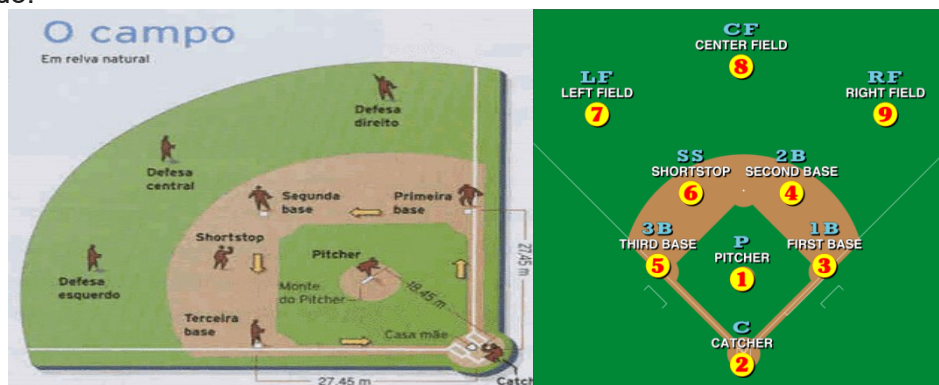 O campo
Em relva natural
Defesa
direito
Defesa
central
Segunda
base
Primeira
base
Shortstop
Pitcher
Defesa
esquerdo
Monte
do Pitcher
18.45 m
27.45 m
Terceira
base
Casa mãe
27.45 m
CF
CENTER FIELD
8
LF
LEFT FIELD
7
RF
RIGHT FIELD
9
SS
SHORTSTOP
6
2B
SECOND BASE
4
3B
THIRD BASE
5
P
PITCHER
1
1B
FIRST BASE
3
C
CATCHER
2